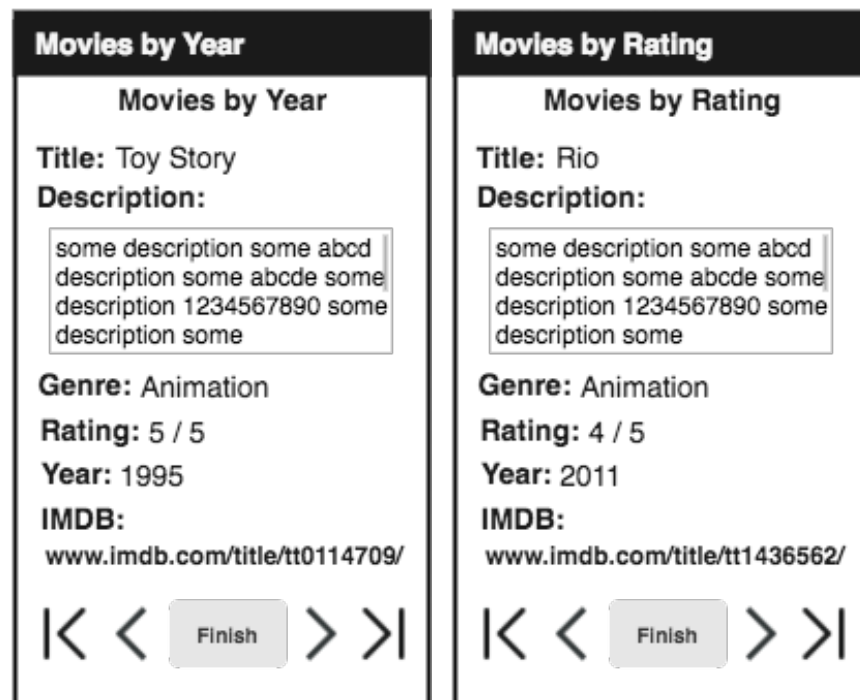 Movies by Year
Movies by Year
Title: Toy Story
Description:
some description some abcd
description some abcde some
description 1234567890 some
description some
Genre: Animation
Rating: 5 / 5
Year: 1995
IMDB:
www.imdb.com/title/tt0114709/
Finish
Movies by Rating
Movies by Rating
Title: Rio
Description:
some description some abcd
description some abcde some
description 1234567890 some
description some
Genre: Animation
Rating: 4 / 5
Year: 2011
IMDB:
www.imdb.com/title/tt1436562/
Finish